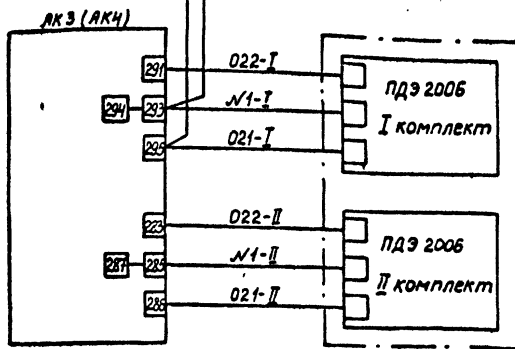 АК3 (АК4)
291
022-I
294
293
N1-I
295
021-I
ПДЭ 2006
I комплект
223
022-II
287
285
N1-II
286
021-II
ПДЭ 2006
II комплект